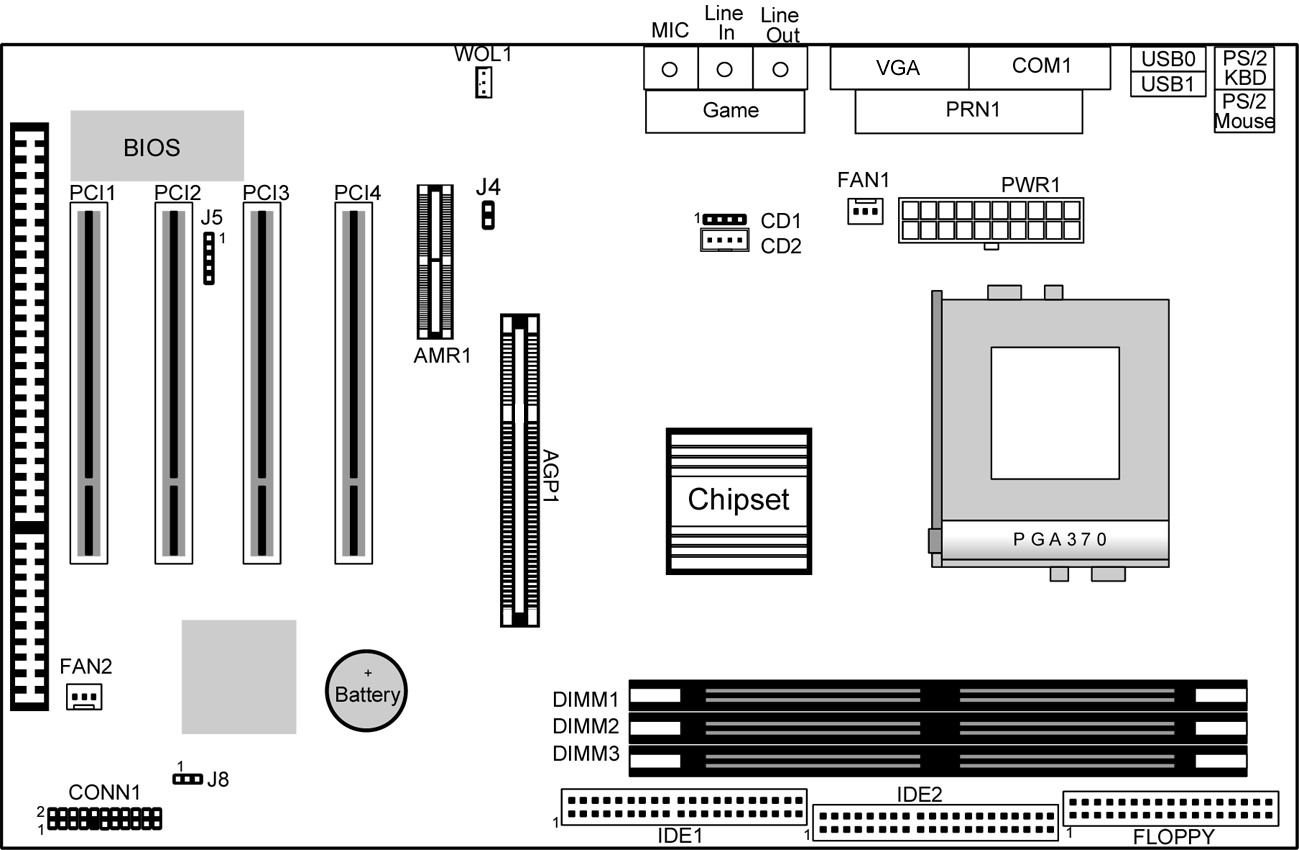 MIC
Line
In
Line
Out
WOL1
VGA
COM1
USB0
USB1
PS/2
KBD
PS/2
Mouse
Game
PRN1
BIOS
PCI1
PCI2
PCI3
PCI4
J5
1
J4
FAN1
PWR1
1
CD1
CD2
AMR1
AGP1
Chipset
PGA370
FAN2
+
Battery
DIMM1
DIMM2
DIMM3
1
J8
CONN1
2
1
1
IDE1
IDE2
1
1
FLOPPY